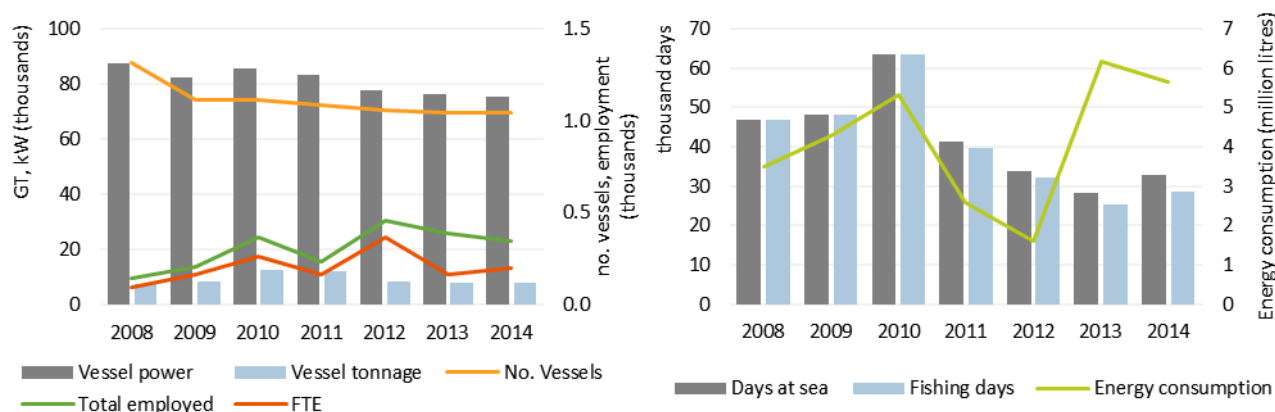 GT, kW (thousands)
100
80
60
40
20
0
1.5
1.0
0.5
0.0
no. vessels, employment
(thousands)
2008 2009 2010 2011 2012 2013 2014
Vessel power Vessel tonnage No. Vessels
Total employed FTE
thousand days
70
60
50
40
30
20
10
0
7
6
5
4
3
2
1
0
Energy consumption (million litres)
2008 2009 2010 2011 2012 2013 2014
Days at sea Fishing days Energy consumption